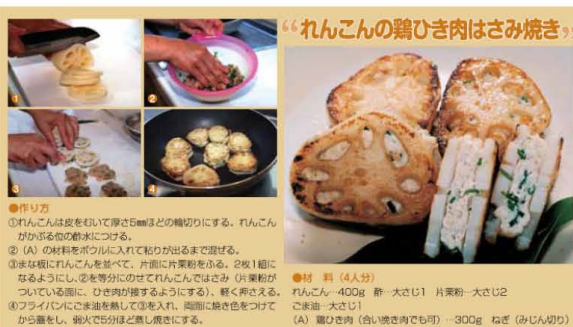 “れんこんの鶏ひき肉はさみ焼き”
①
②
③
④
●作り方
①れんこんは皮をむいて厚さ5㎜ほどの輪切りにする。れんこん
がかぶる位の酢水につける。
②（A）の材料をボウルに入れて粘りが出るまで混ぜる。
③まな板にれんこんを並べて、片面に片栗粉をふる。2枚1組に
なるようにし、②を等分にのせてれんこんではさみ（片栗粉が
ついている面に、ひき肉が接するようにする）、軽く押さえる。
④フライパンにごま油を熱して③を入れ、両面に焼き色をつけて
から蓋をし、弱火で5分ほど蒸し焼きにする。
●材　料（4人分）
れんこん…400g　酢…大さじ1　片栗粉…大さじ2
ごま油…大さじ1
（A）鶏ひき肉（合い挽き肉でも可）…300g　ねぎ（みじん切り）